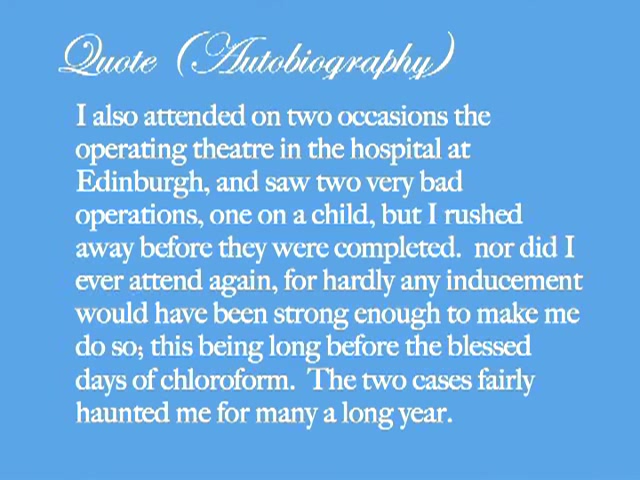 Quote (Autobiography)
I also attended on two occasions the
operating theatre in the hospital at
Edinburgh, and saw two very bad
operations, one on a child, but I rushed
away before they were completed.  nor did I
ever attend again, for hardly any inducement
would have been strong enough to make me
do so; this being long before the blessed
days of chloroform.  The two cases fairly
haunted me for many a long year.